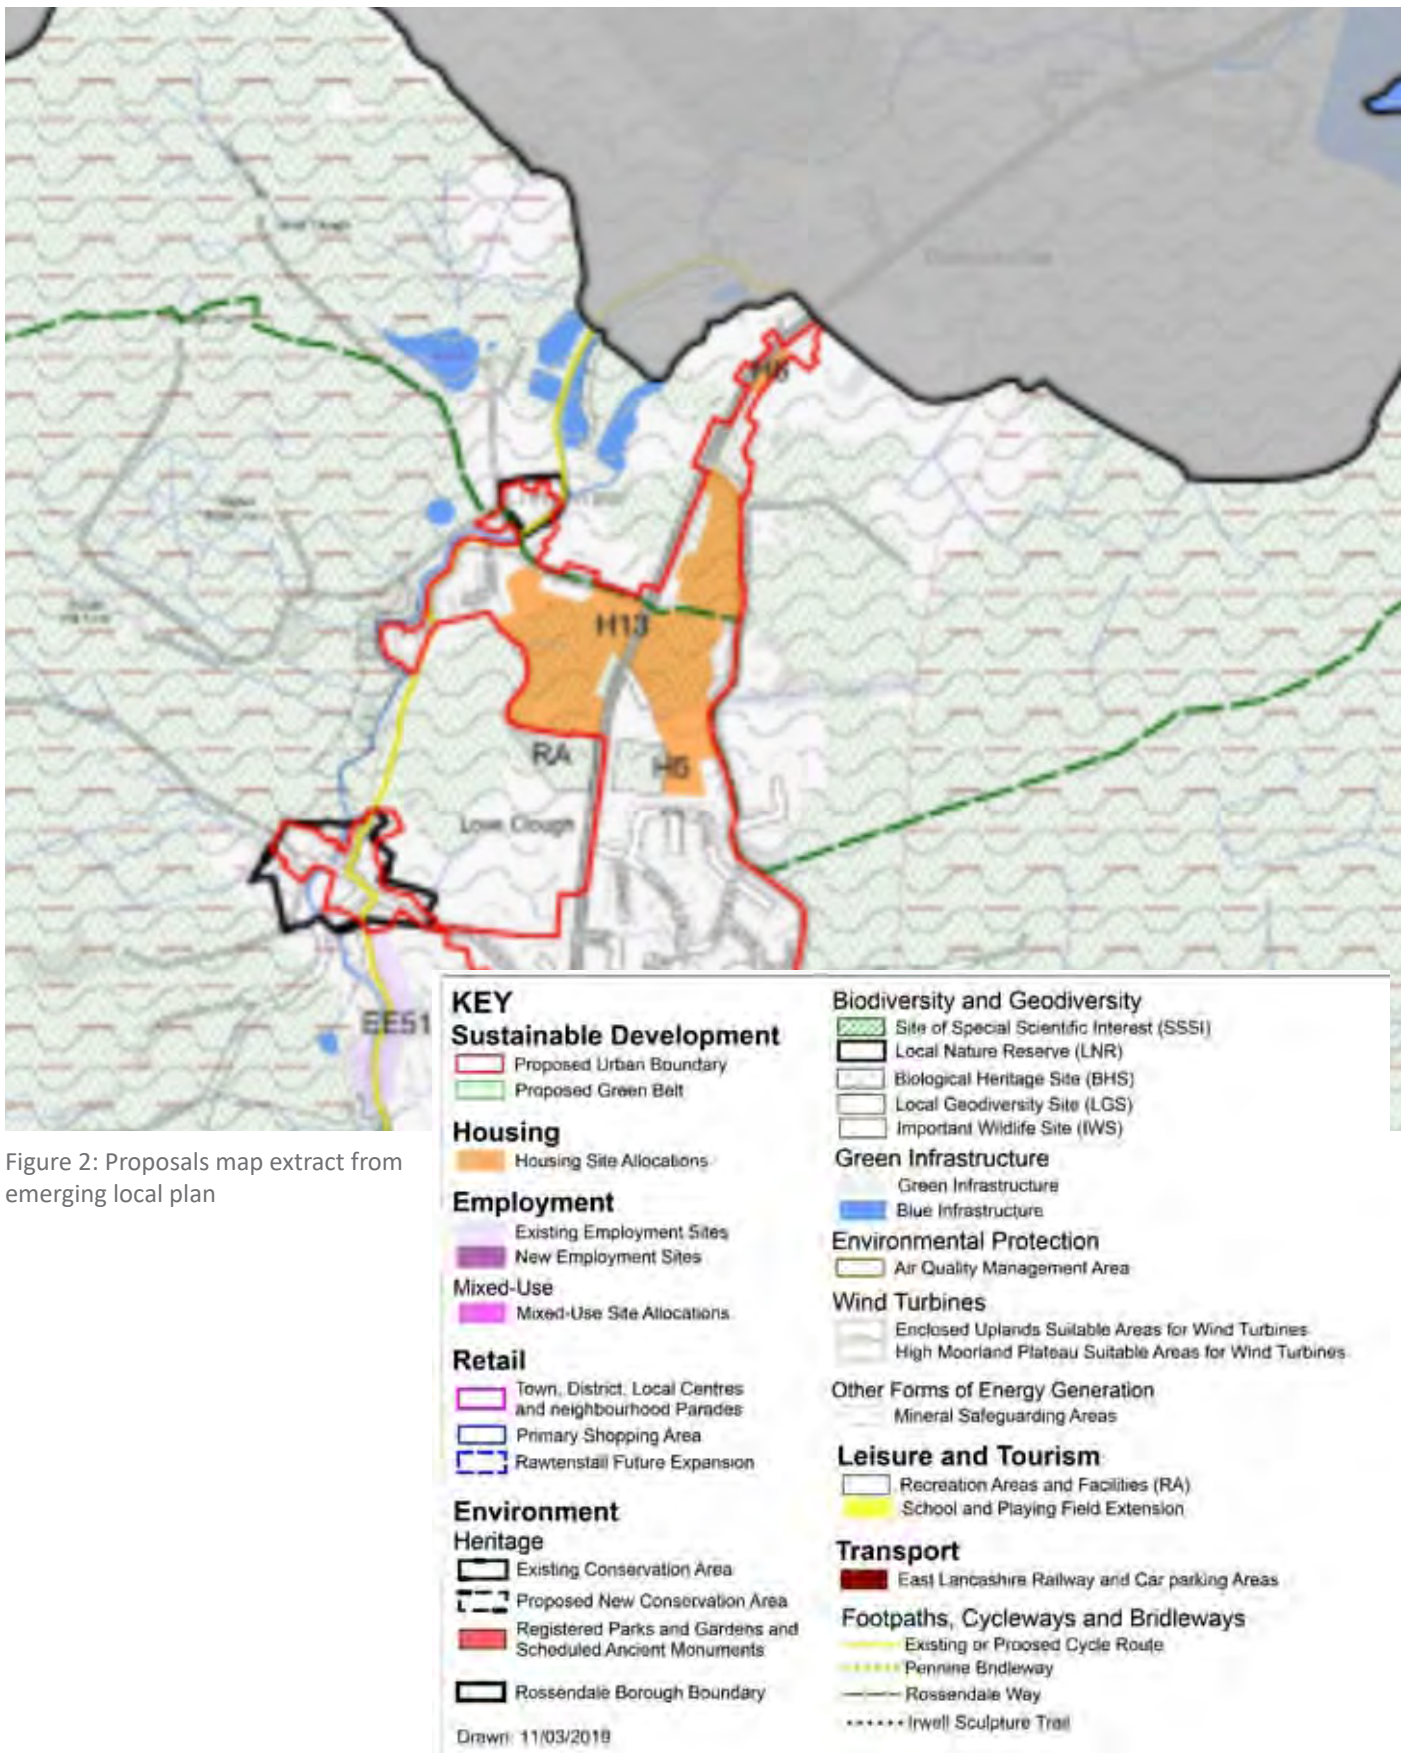 H13
RA
H5
Love Clough
EE51
Figure 2: Proposals map extract from
emerging local plan
KEY
Sustainable Development
Proposed Urban Boundary
Proposed Green Belt
Housing
Housing Site Allocations
Employment
Existing Employment Sites
New Employment Sites
Mixed-Use
Mixed-Use Site Allocations
Retail
Town, District, Local Centres
and neighbourhood Parades
Primary Shopping Area
Rawtenstall Future Expansion
Environment
Heritage
Existing Conservation Area
Proposed New Conservation Area
Registered Parks and Gardens and
Scheduled Ancient Monuments
Rossendale Borough Boundary
Drawn: 11/03/2019
Biodiversity and Geodiversity
Site of Special Scientific Interest (SSSI)
Local Nature Reserve (LNR)
Biological Heritage Site (BHS)
Local Geodiversity Site (LGS)
Important Wildlife Site (IWS)
Green Infrastructure
Green Infrastructure
Blue Infrastructure
Environmental Protection
Air Quality Management Area
Wind Turbines
Enclosed Uplands Suitable Areas for Wind Turbines
High Moorland Plateau Suitable Areas for Wind Turbines
Other Forms of Energy Generation
Mineral Safeguarding Areas
Leisure and Tourism
Recreation Areas and Facilities (RA)
School and Playing Field Extension
Transport
East Lancashire Railway and Car parking Areas
Footpaths, Cycleways and Bridleways
Existing or Proosed Cycle Route
Pennine Bridleway
Rossendale Way
Irwell Sculpture Trail